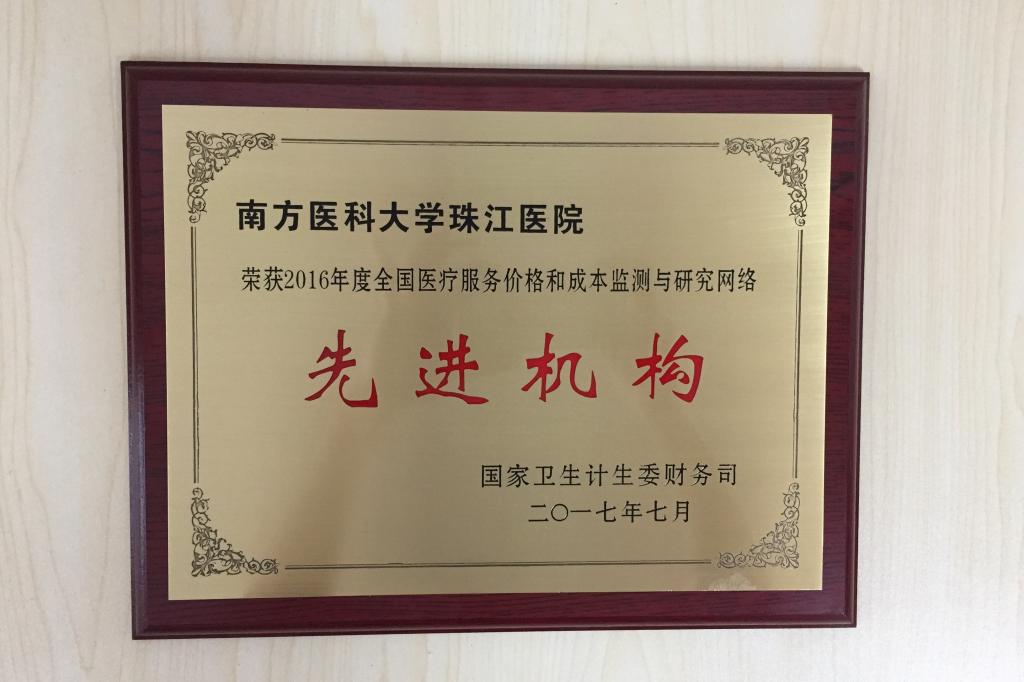 南方医科大学珠江医院
荣获2016年度全国医疗服务价格和成本监测与研究网络
先进机构
国家卫生计生委财务司
二〇一七年七月